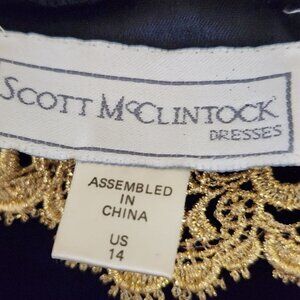 SCOTT McCLINTOCK
DRESSES
ASSEMBLED
IN
CHINA
US
14